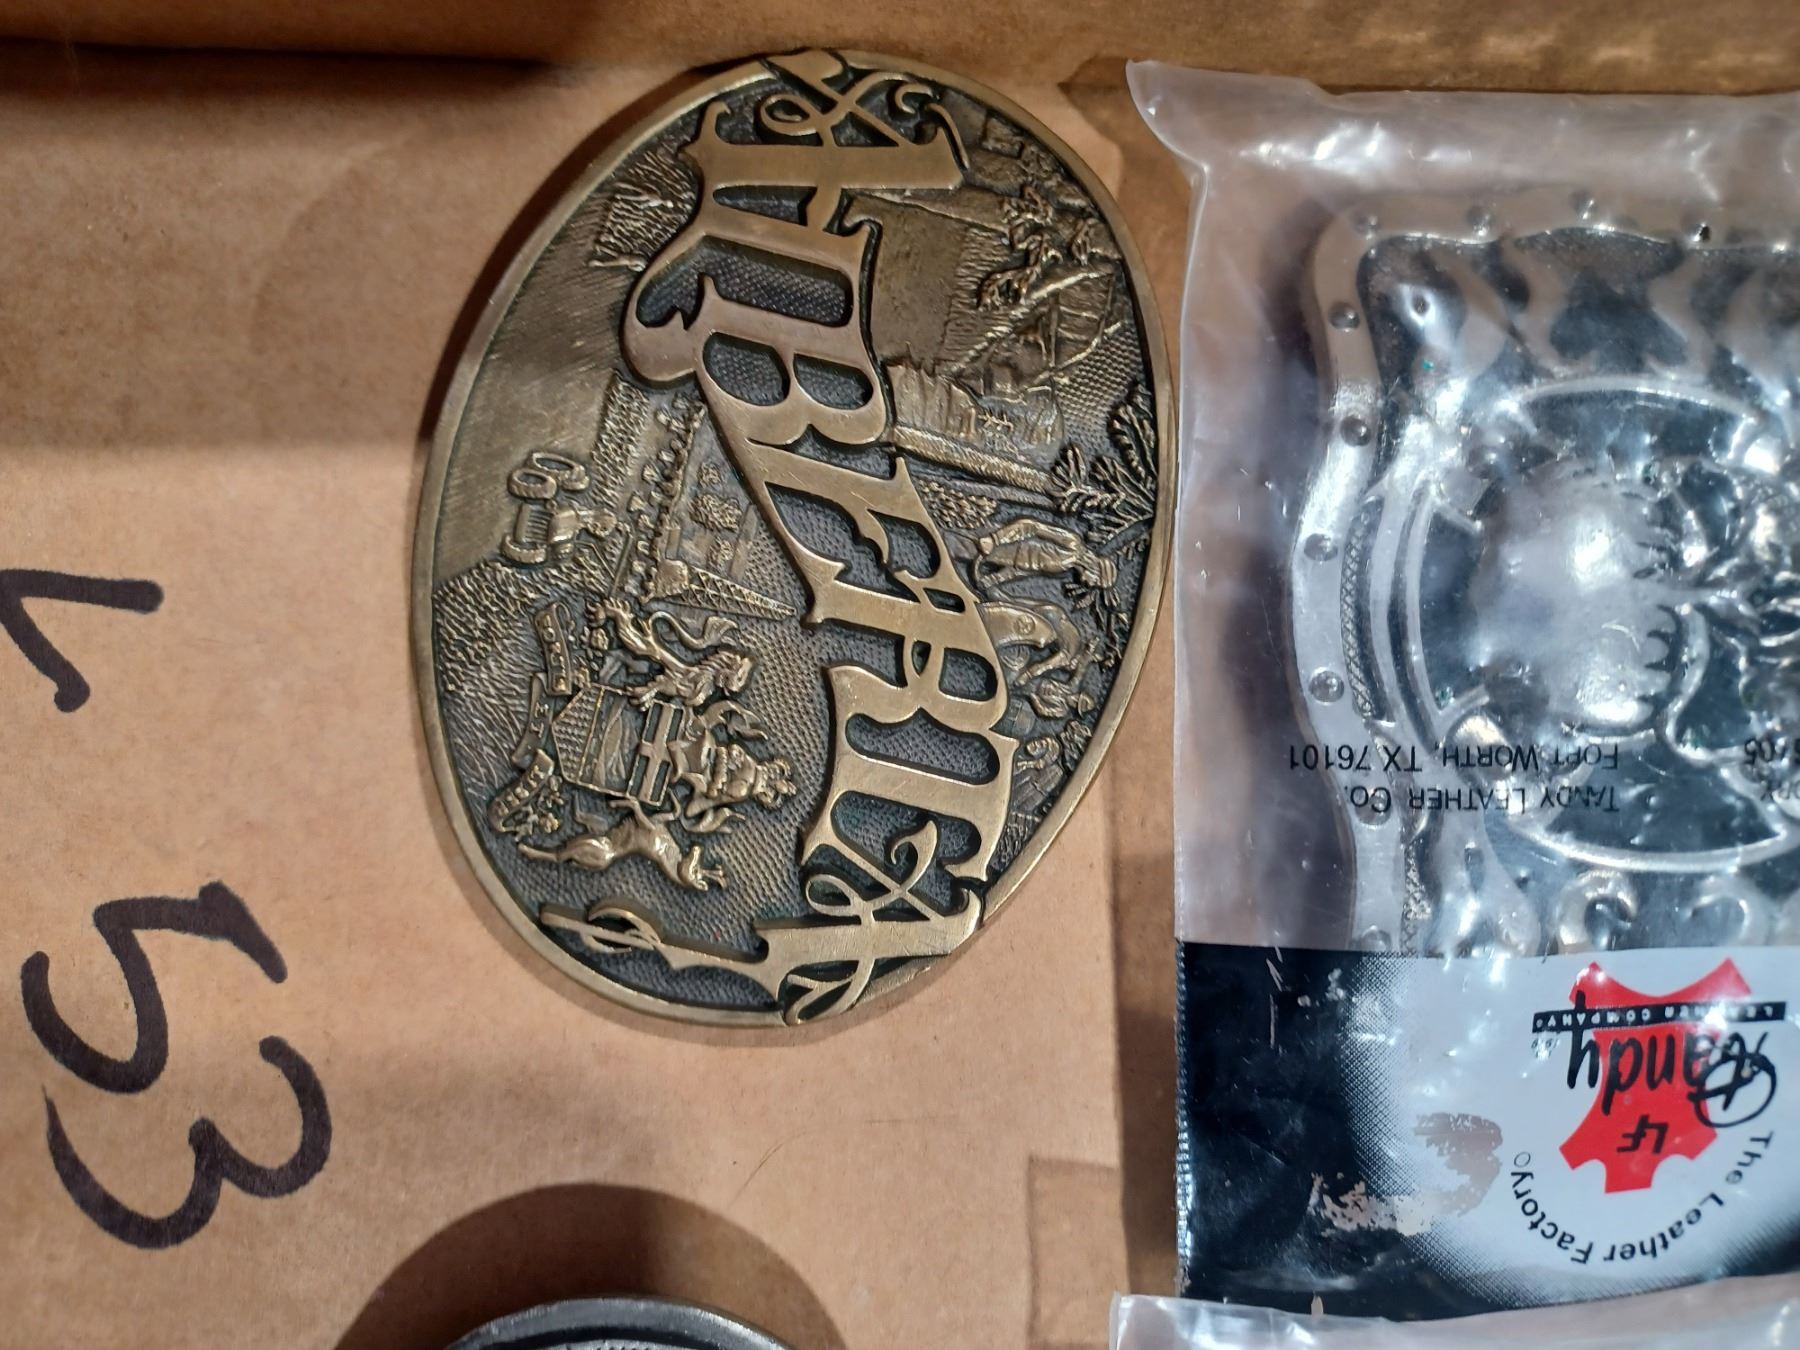 ALBERTA
53
TANDY LEATHER CO.
FORT WORTH, TX 76101
Tandy
LEATHER COMPANY
LF
The Leather Factory